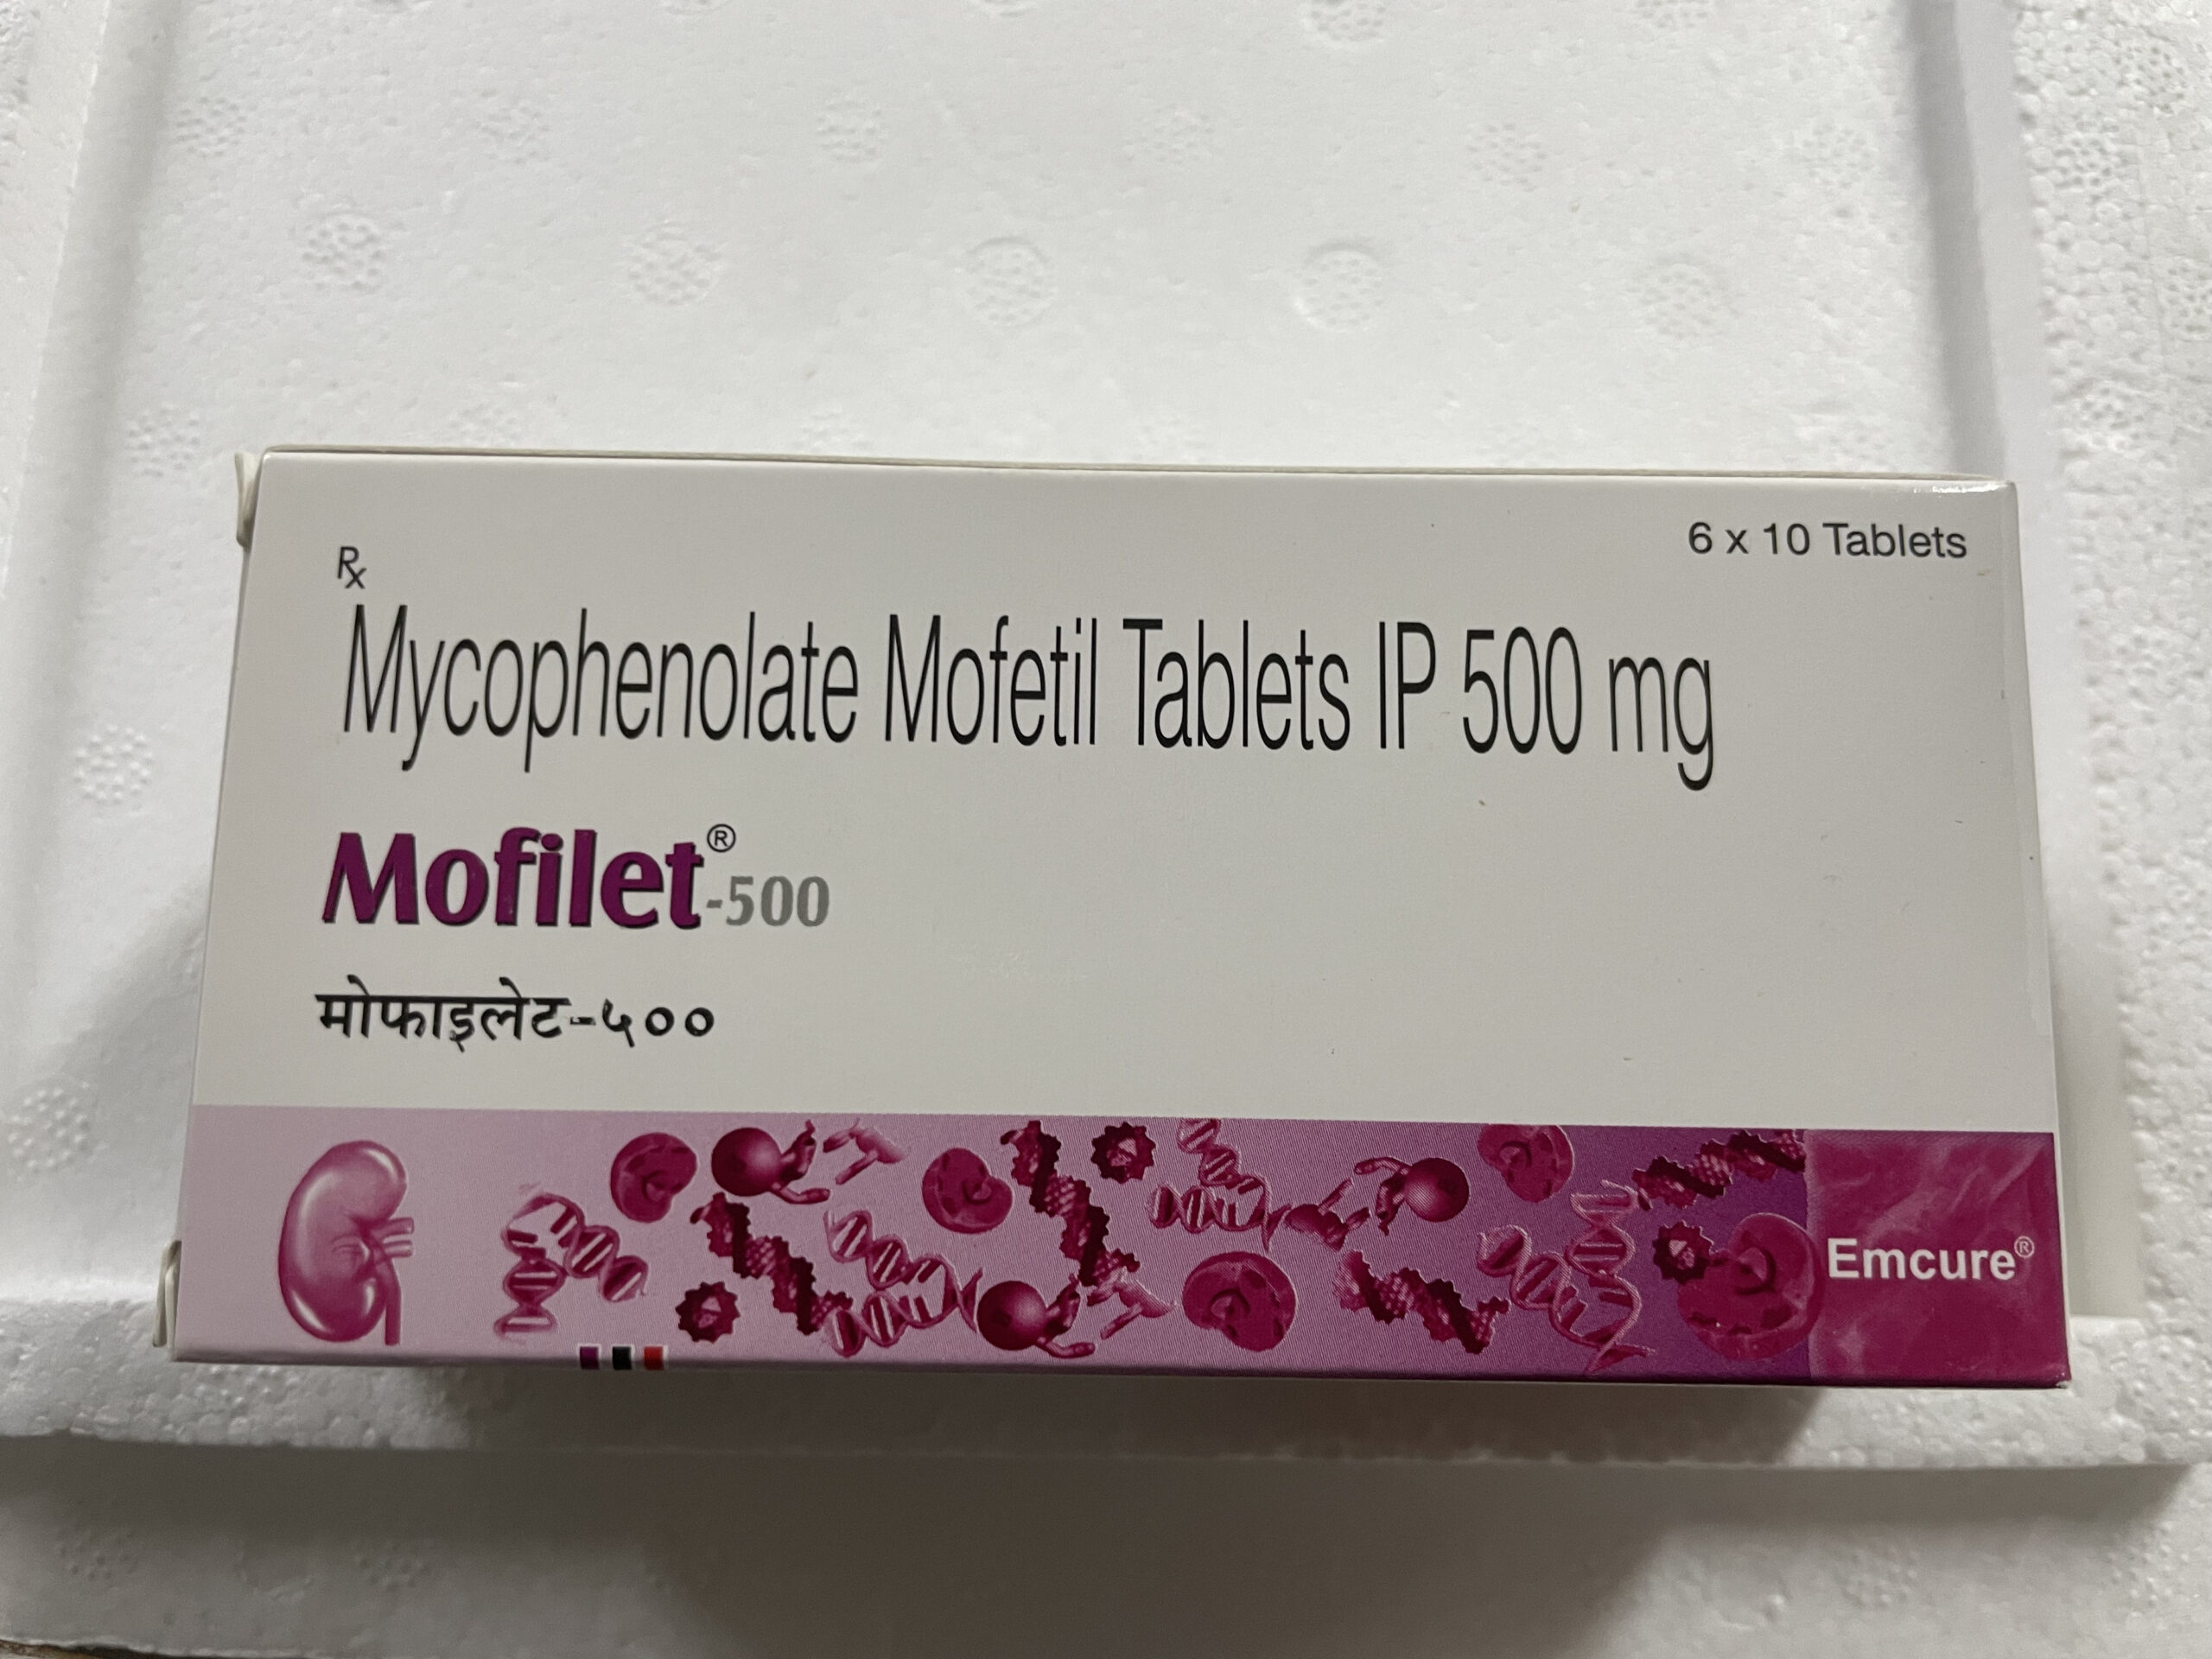 6 x 10 Tablets
Rx
Mycophenolate Mofetil Tablets IP 500 mg
Mofilet®-500
मोफाइलेट-५००
Emcure®